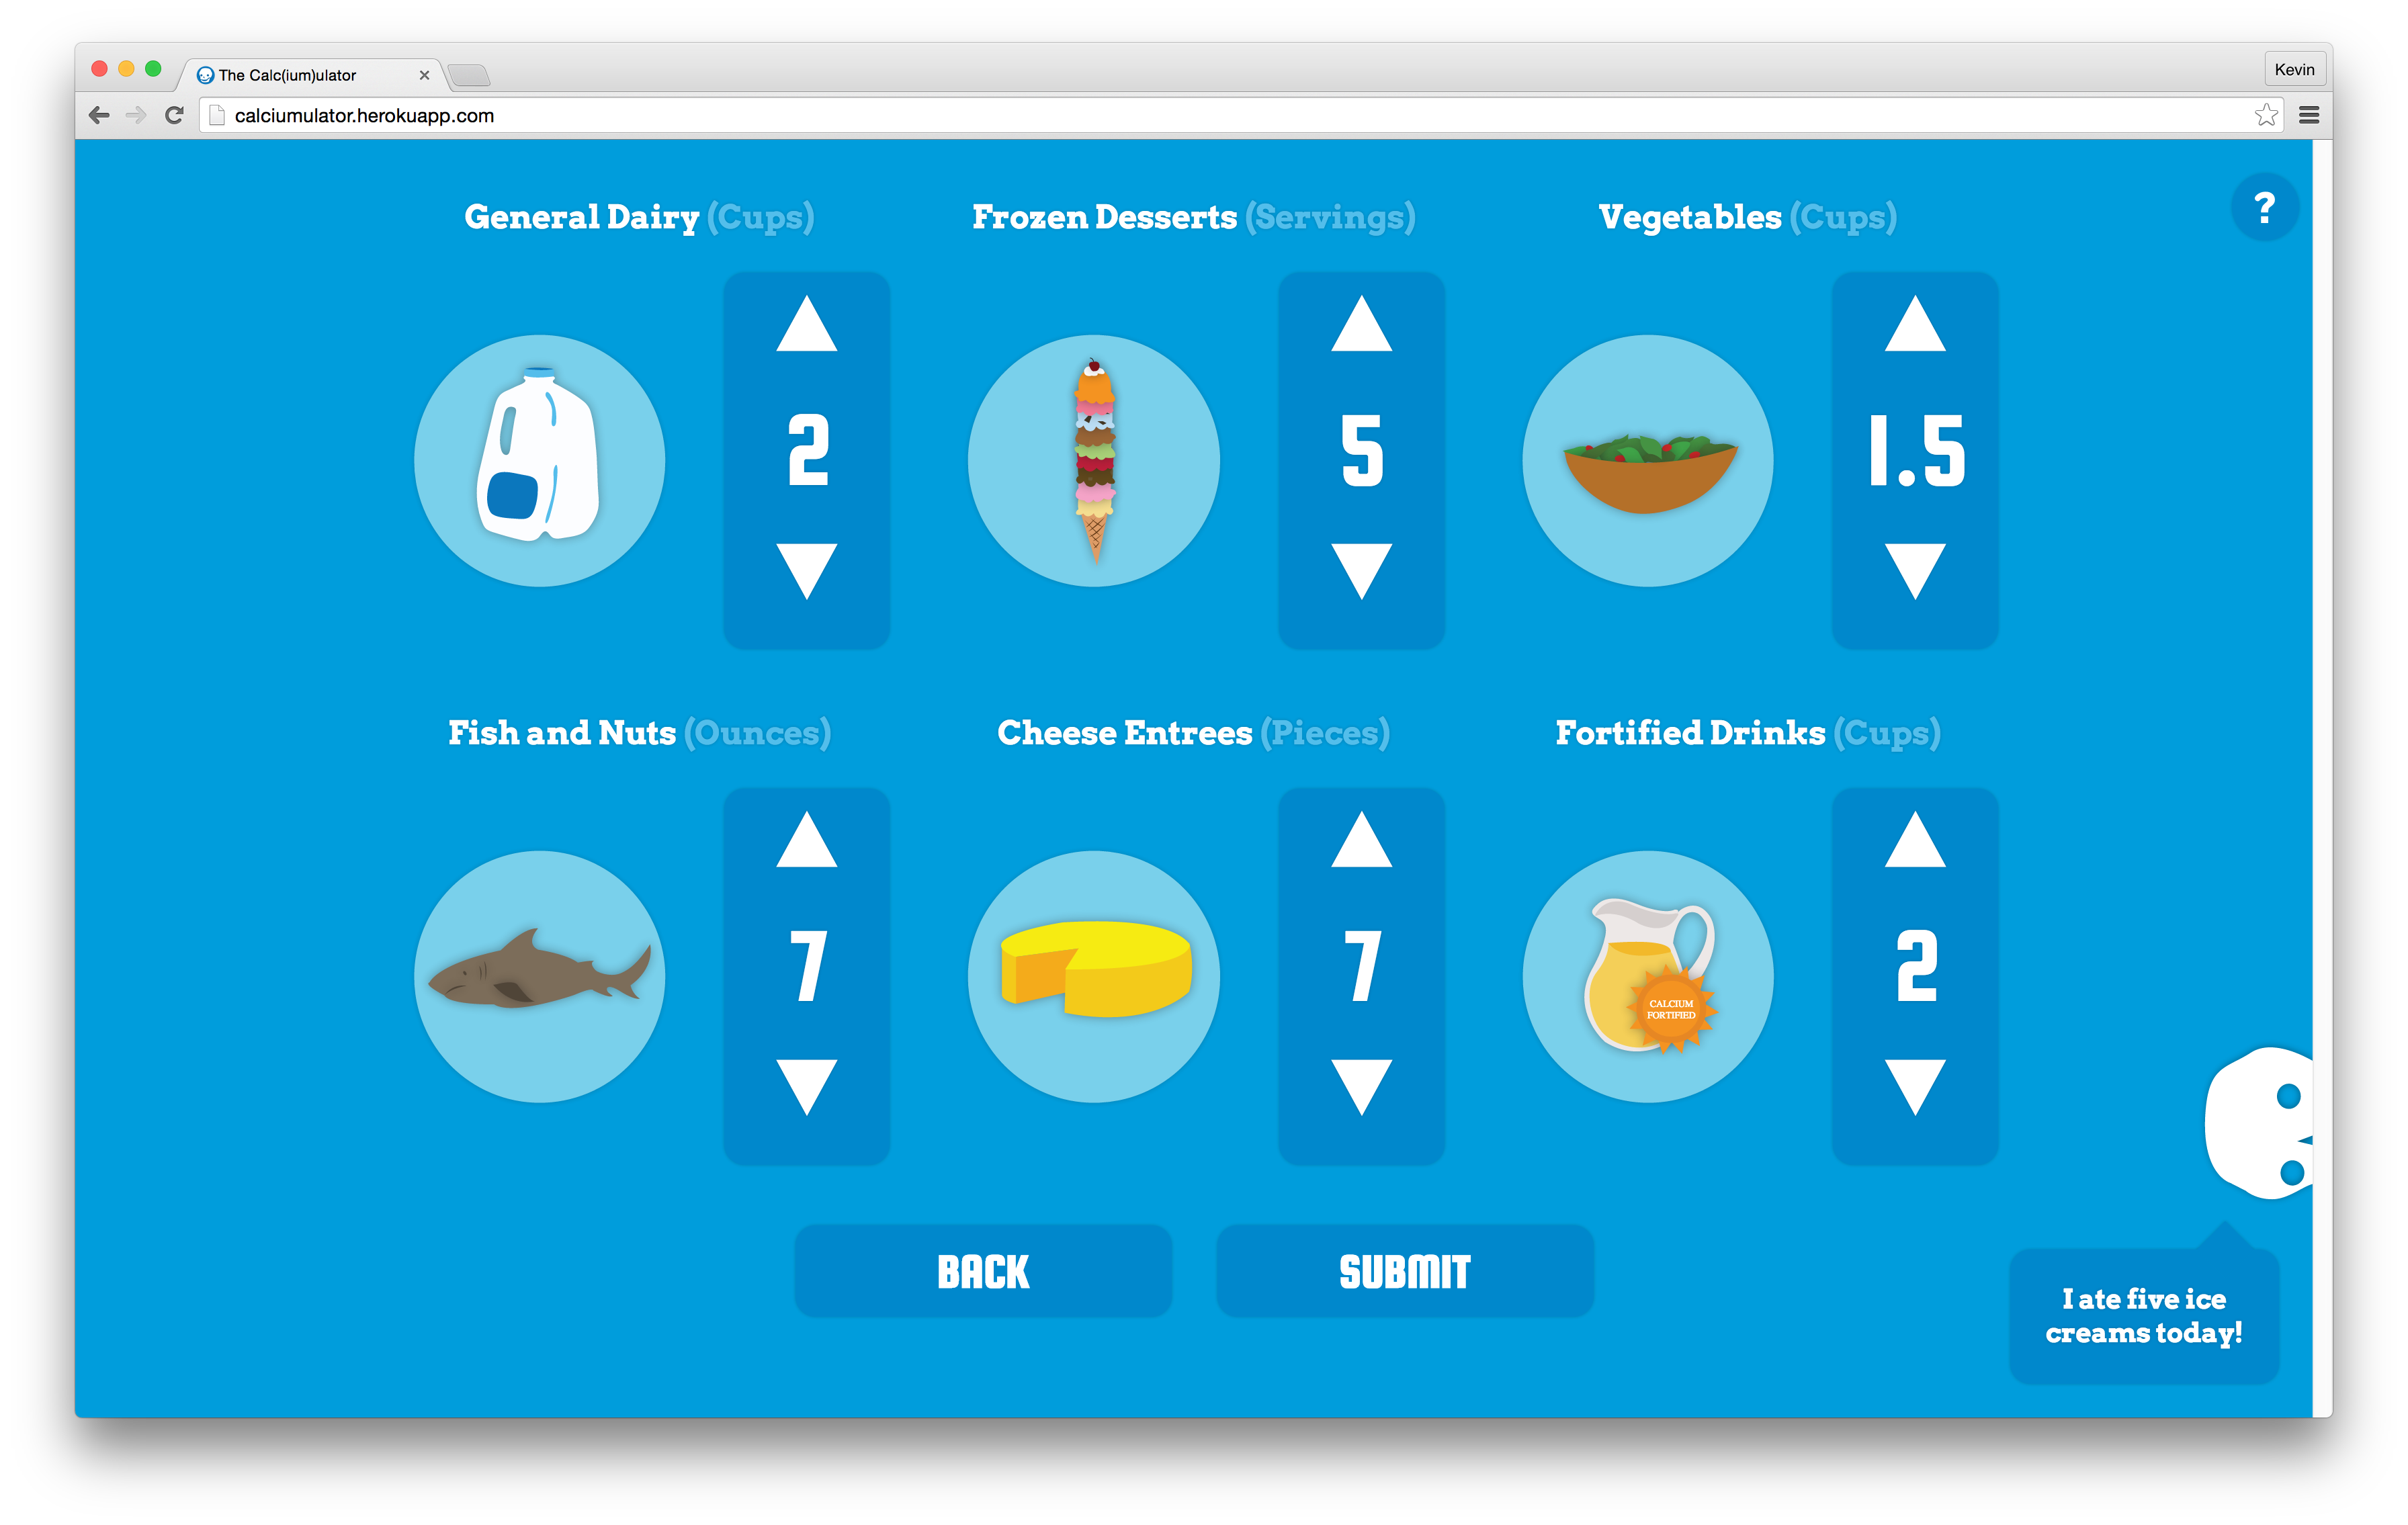 The Calc(ium)ulator
Kevin
calciumulator.herokuapp.com
?
General Dairy (Cups)
Frozen Desserts (Servings)
Vegetables (Cups)
2
5
1.5
Fish and Nuts (Ounces)
Cheese Entrees (Pieces)
Fortified Drinks (Cups)
7
7
CALCIUM
FORTIFIED
2
BACK
SUBMIT
I ate five ice
creams today!